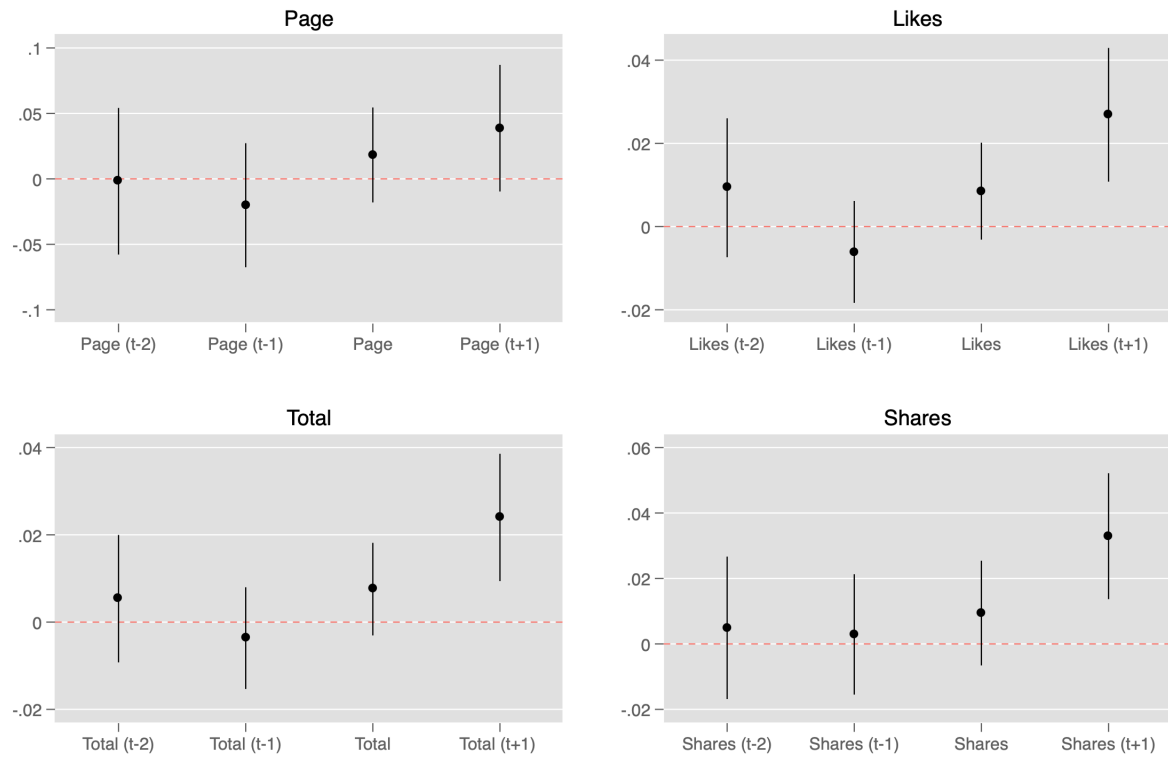 Page
.1
.05
0
-.05
-.1
Page (t-2) Page (t-1) Page Page (t+1)
Likes
.04
.02
0
-.02
Likes (t-2) Likes (t-1) Likes Likes (t+1)
Total
.04
.02
0
-.02
Total (t-2) Total (t-1) Total Total (t+1)
Shares
.06
.04
.02
0
-.02
Shares (t-2) Shares (t-1) Shares Shares (t+1)